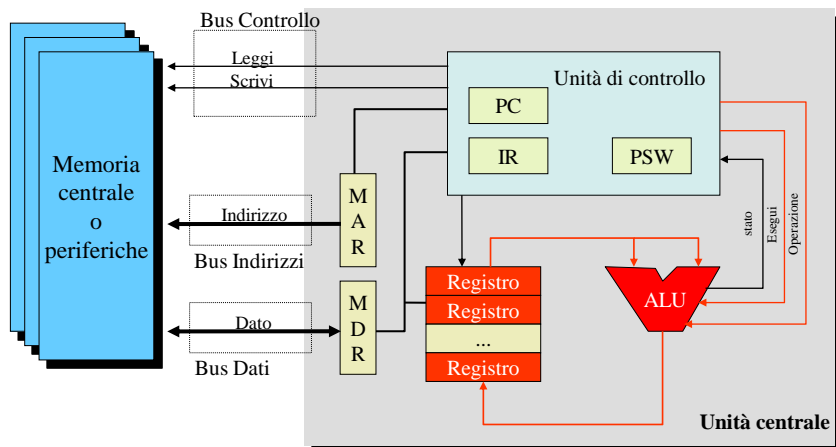 Bus Controllo
Leggi
Scrivi
Unità di controllo
PC
IR
PSW
Memoria
centrale
o
periferiche
Indirizzo
Bus Indirizzi
M
A
R
stato
Esegui
Operazione
Registro
Registro
...
Registro
ALU
Dato
Bus Dati
M
D
R
Unità centrale